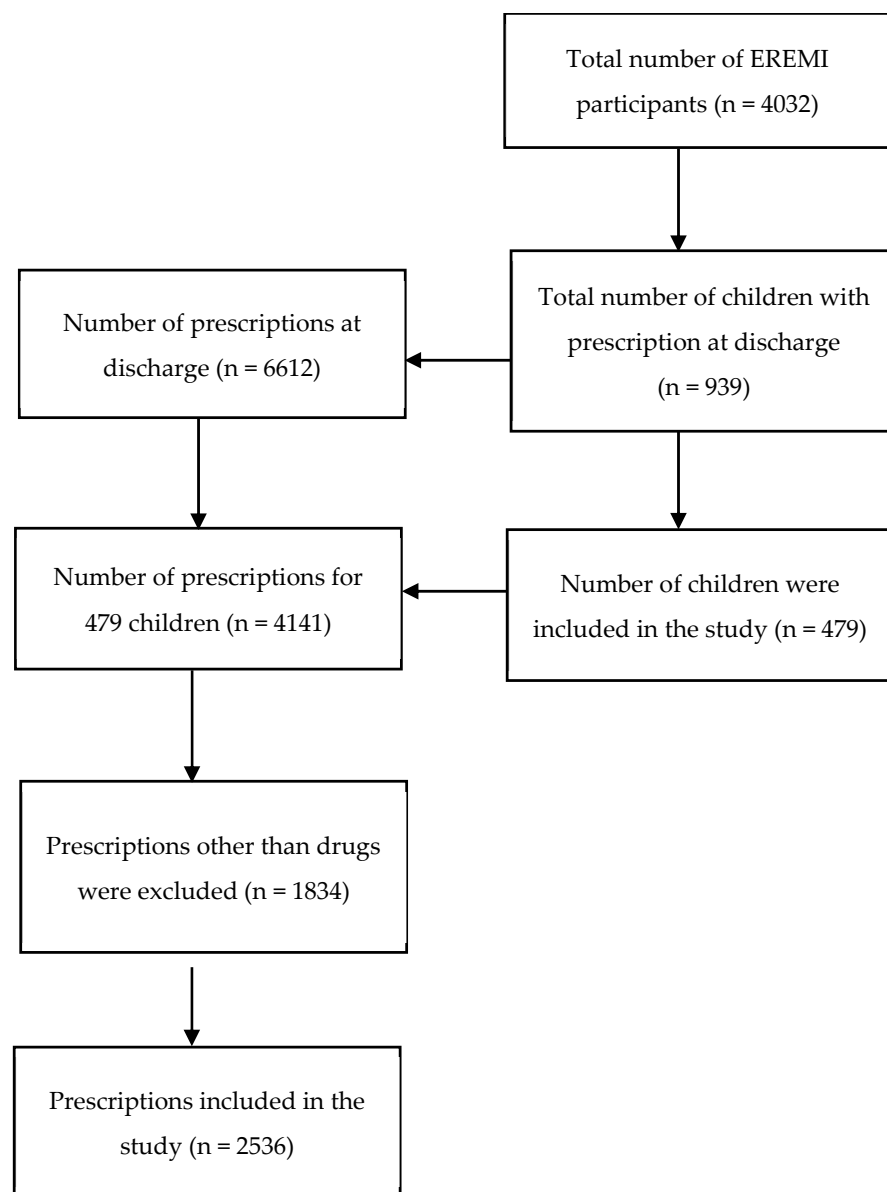 Total number of EREMI
participants (n = 4032)
Number of prescriptions at
discharge (n = 6612)
Total number of children with
prescription at discharge
(n = 939)
Number of prescriptions for
479 children (n = 4141)
Number of children were
included in the study (n = 479)
Prescriptions other than drugs
were excluded (n = 1834)
Prescriptions included in the
study (n = 2536)